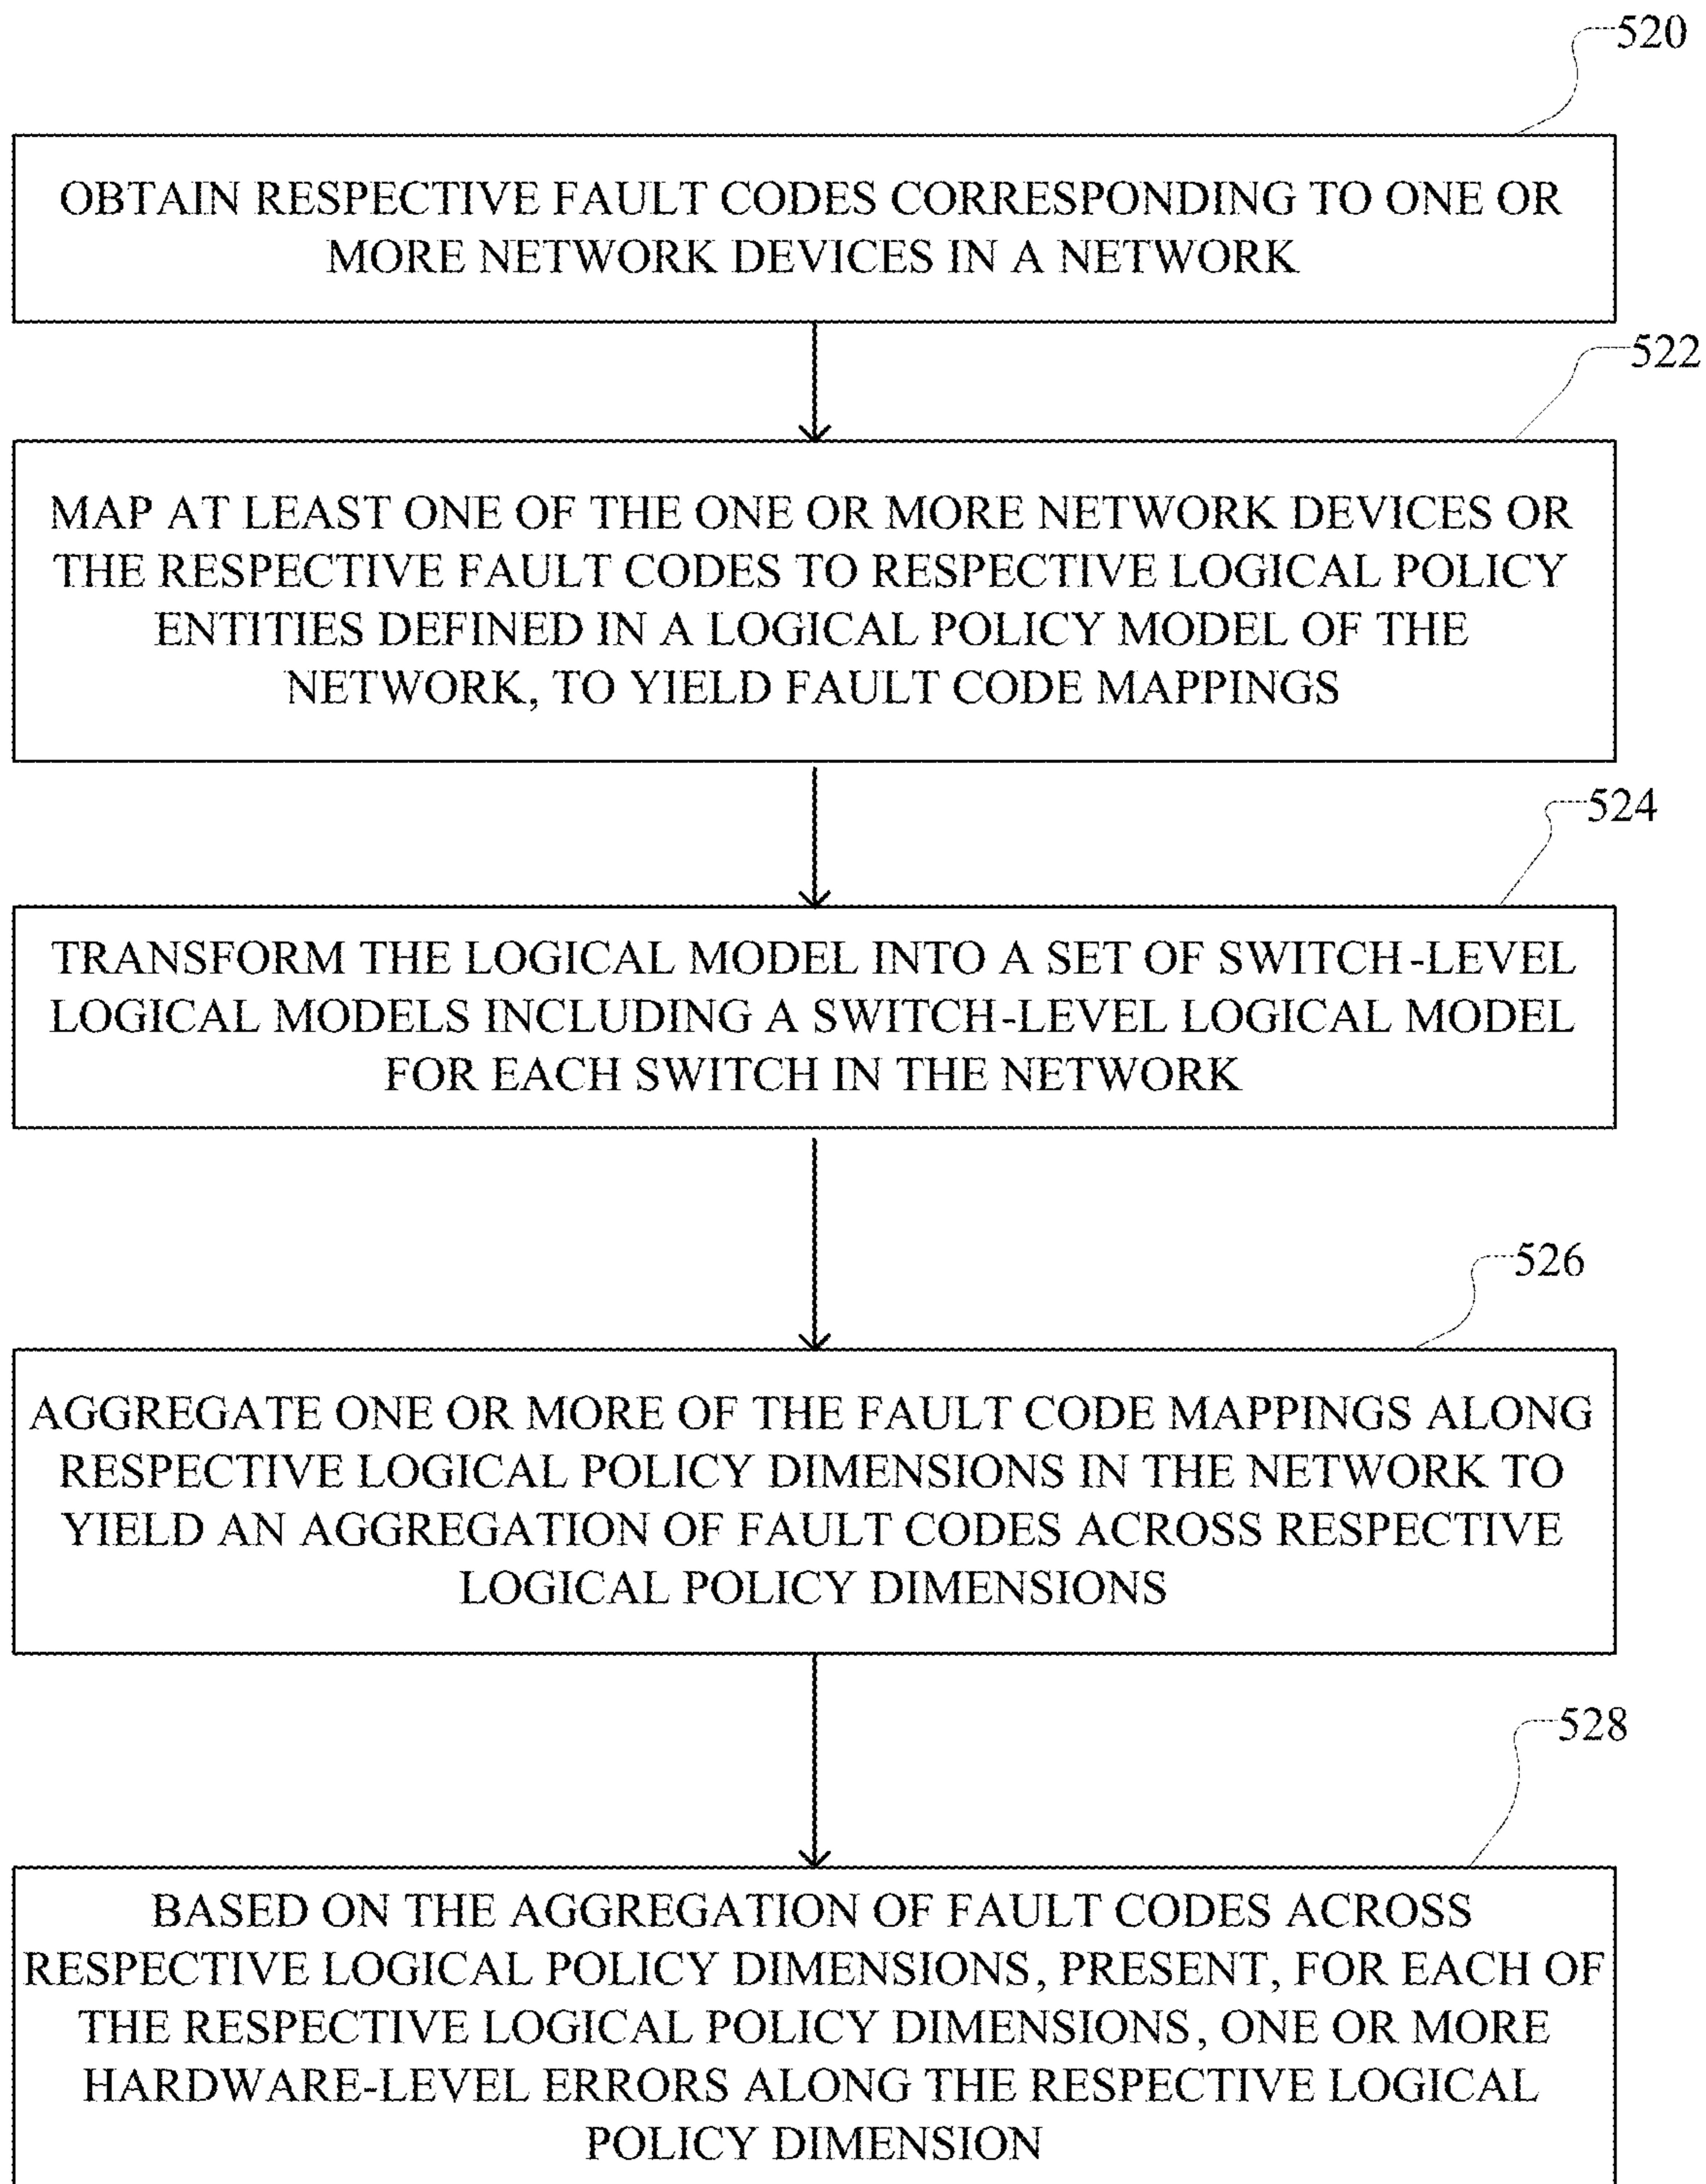 520
OBTAIN RESPECTIVE FAULT CODES CORRESPONDING TO ONE OR
MORE NETWORK DEVICES IN A NETWORK
522
MAP AT LEAST ONE OF THE ONE OR MORE NETWORK DEVICES OR
THE RESPECTIVE FAULT CODES TO RESPECTIVE LOGICAL POLICY
ENTITIES DEFINED IN A LOGICAL POLICY MODEL OF THE
NETWORK, TO YIELD FAULT CODE MAPPINGS
524
TRANSFORM THE LOGICAL MODEL INTO A SET OF SWITCH-LEVEL
LOGICAL MODELS INCLUDING A SWITCH-LEVEL LOGICAL MODEL
FOR EACH SWITCH IN THE NETWORK
526
AGGREGATE ONE OR MORE OF THE FAULT CODE MAPPINGS ALONG
RESPECTIVE LOGICAL POLICY DIMENSIONS IN THE NETWORK TO
YIELD AN AGGREGATION OF FAULT CODES ACROSS RESPECTIVE
LOGICAL POLICY DIMENSIONS
528
BASED ON THE AGGREGATION OF FAULT CODES ACROSS
RESPECTIVE LOGICAL POLICY DIMENSIONS, PRESENT, FOR EACH OF
THE RESPECTIVE LOGICAL POLICY DIMENSIONS, ONE OR MORE
HARDWARE-LEVEL ERRORS ALONG THE RESPECTIVE LOGICAL
POLICY DIMENSION